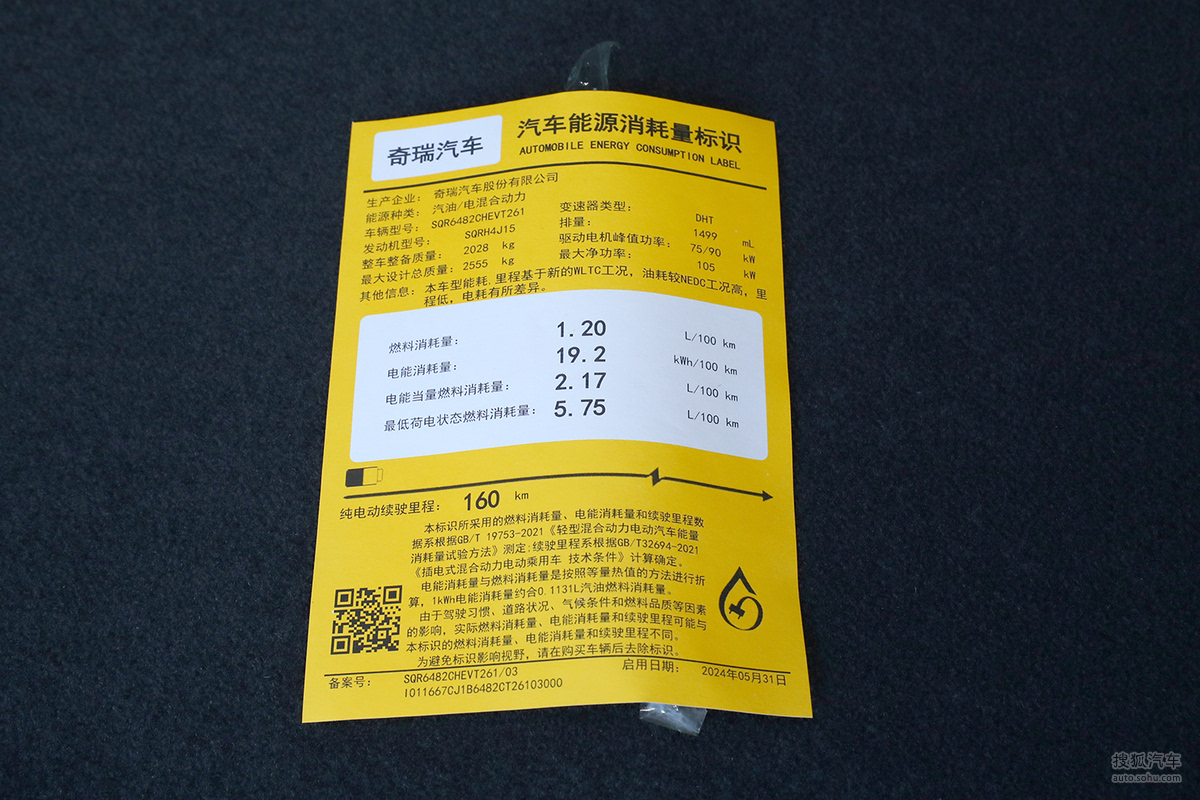 奇瑞汽车
汽车能源消耗量标识
AUTOMOBILE ENERGY CONSUMPTION LABEL
生产企业: 奇瑞汽车股份有限公司
能源种类: 汽油/电混合动力
车辆型号: SQR6482CHEVT261
发动机型号: SQRH4J15
整车整备质量: 2028 kg
最大设计总质量: 2555 kg
变速器类型: DHT
排量: 1499 mL
驱动电机峰值功率: 75/90 kW
最大净功率: 105 kW
其他信息: 本车型能耗,里程基于新的WLTC工况，油耗较NEDC工况高，里
程低，电耗有所差异。
燃料消耗量: 1.20 L/100 km
电能消耗量: 19.2 kWh/100 km
电能当量燃料消耗量: 2.17 L/100 km
最低荷电状态燃料消耗量: 5.75 L/100 km
纯电动续驶里程: 160 km
本标识所采用的燃料消耗量、电能消耗量和续驶里程数
据系根据GB/T 19753-2021《轻型混合动力电动汽车能量
消耗量试验方法》测定;续驶里程系根据GB/T32694-2021
《插电式混合动力电动乘用车 技术条件》计算确定。
电能消耗量与燃料消耗量是按照等量热值的方法进行折
算，1kWh电能消耗量约合0.1131L汽油燃料消耗量。
由于驾驶习惯、道路状况、气候条件和燃料品质等因素
的影响，实际燃料消耗量、电能消耗量和续驶里程可能与
本标识的燃料消耗量、电能消耗量和续驶里程不同。
为避免标识影响视野，请在购买车辆后去除标识。
备案号: SQR6482CHEVT261/03
I011667CJ1B6482CT26103000
启用日期: 2024年05月31日
搜狐汽车
auto.sohu.com